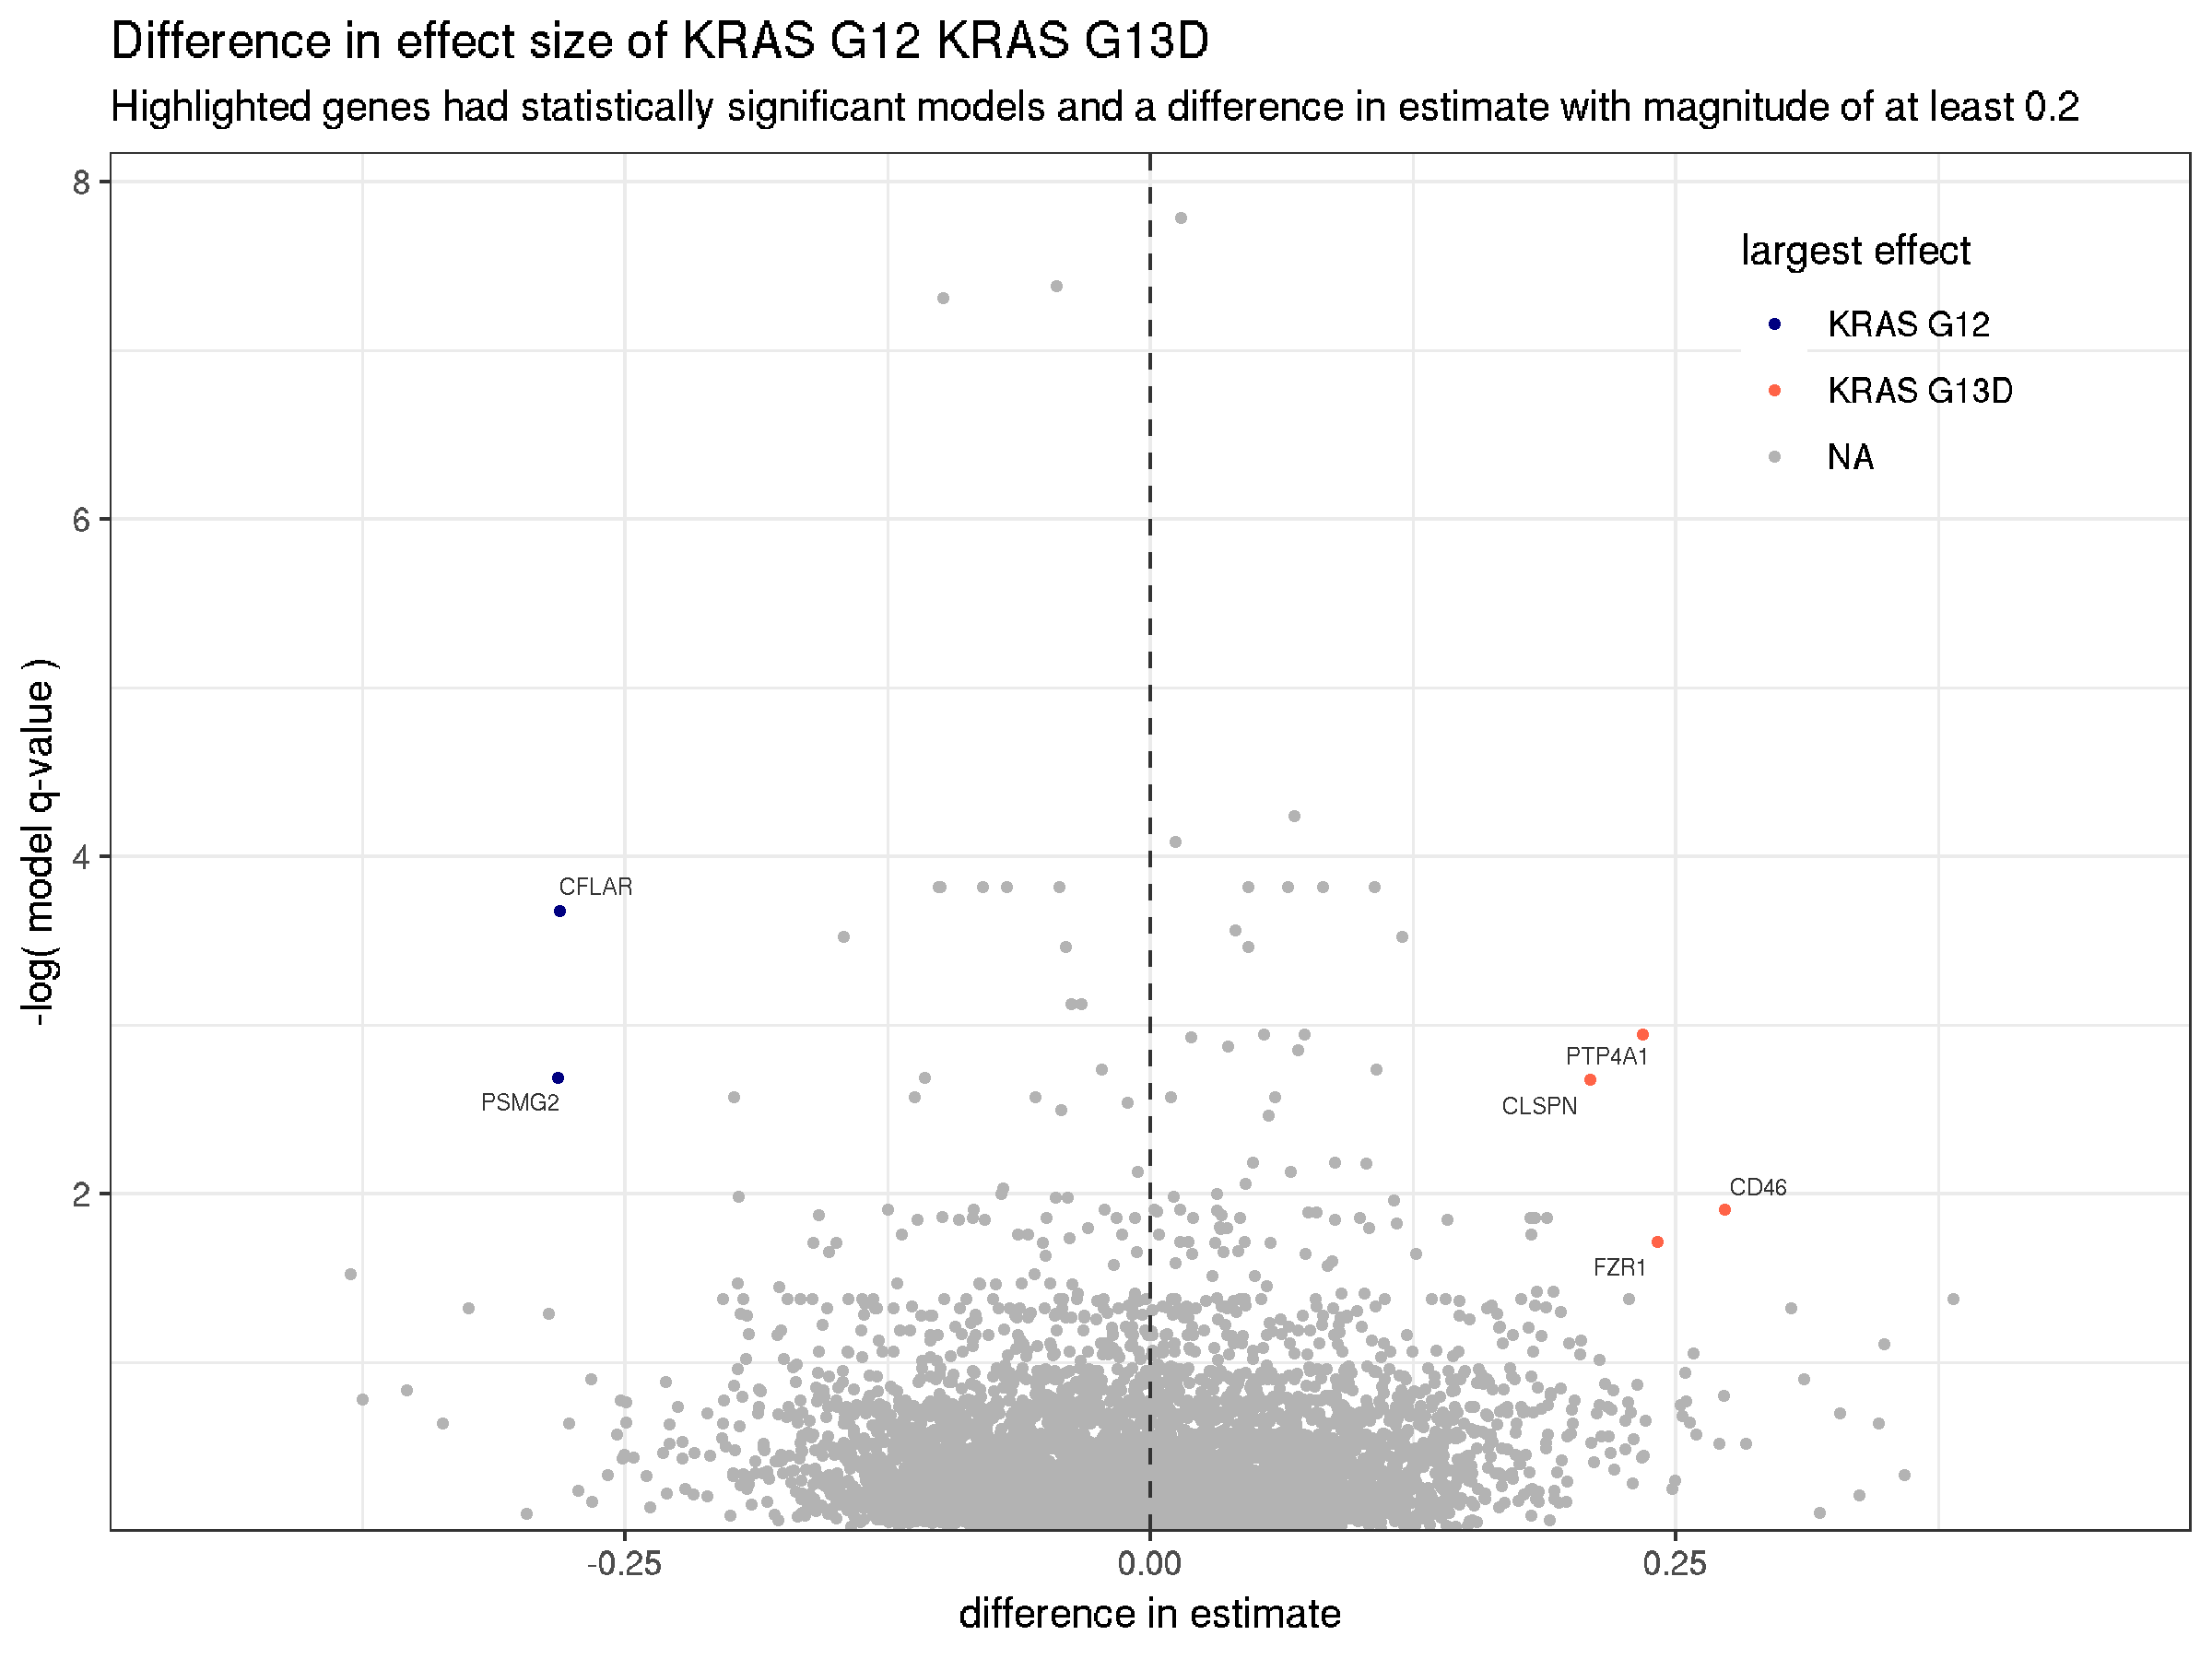 Difference in effect size of KRAS G12 KRAS G13D
Highlighted genes had statistically significant models and a difference in estimate with magnitude of at least 0.2
-log( model q-value )
8
6
4
2
largest effect
KRAS G12
KRAS G13D
NA
CFLAR
PSMG2
PTP4A1
CLSPN
CD46
FZR1
-0.25
0.00
0.25
difference in estimate